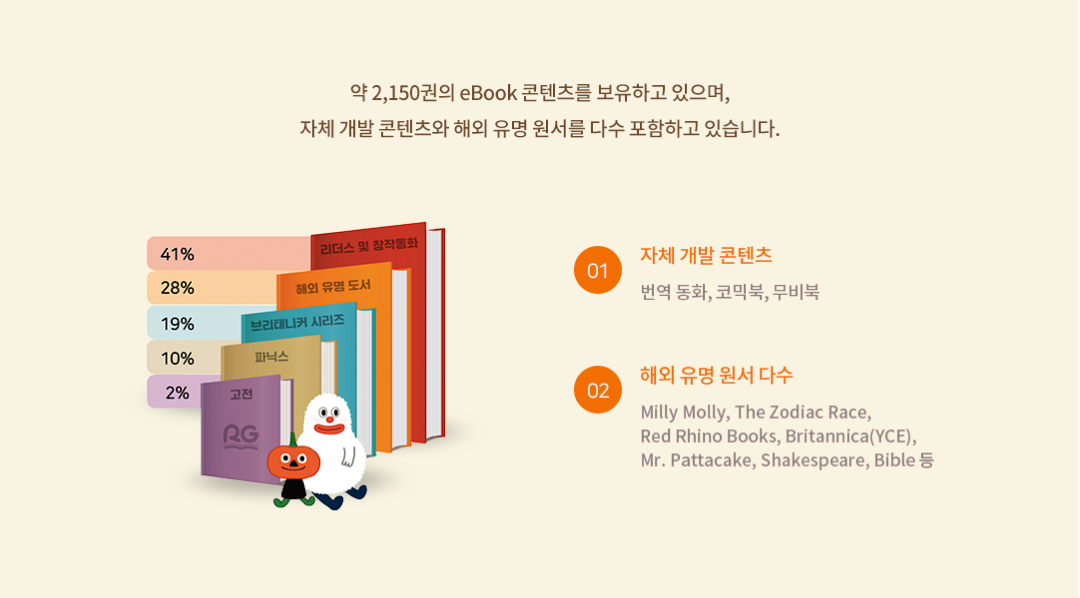 약 2,150권의 eBook 콘텐츠를 보유하고 있으며,
자체 개발 콘텐츠와 해외 유명 원서를 다수 포함하고 있습니다.
41%
리더스 및 창작동화
28%
해외 유명 도서
19%
브리태니커 시리즈
10%
파닉스
2%
고전
RG
01
자체 개발 콘텐츠
번역 동화, 코믹북, 무비북
02
해외 유명 원서 다수
Milly Molly, The Zodiac Race,
Red Rhino Books, Britannica(YCE),
Mr. Pattacake, Shakespeare, Bible 등